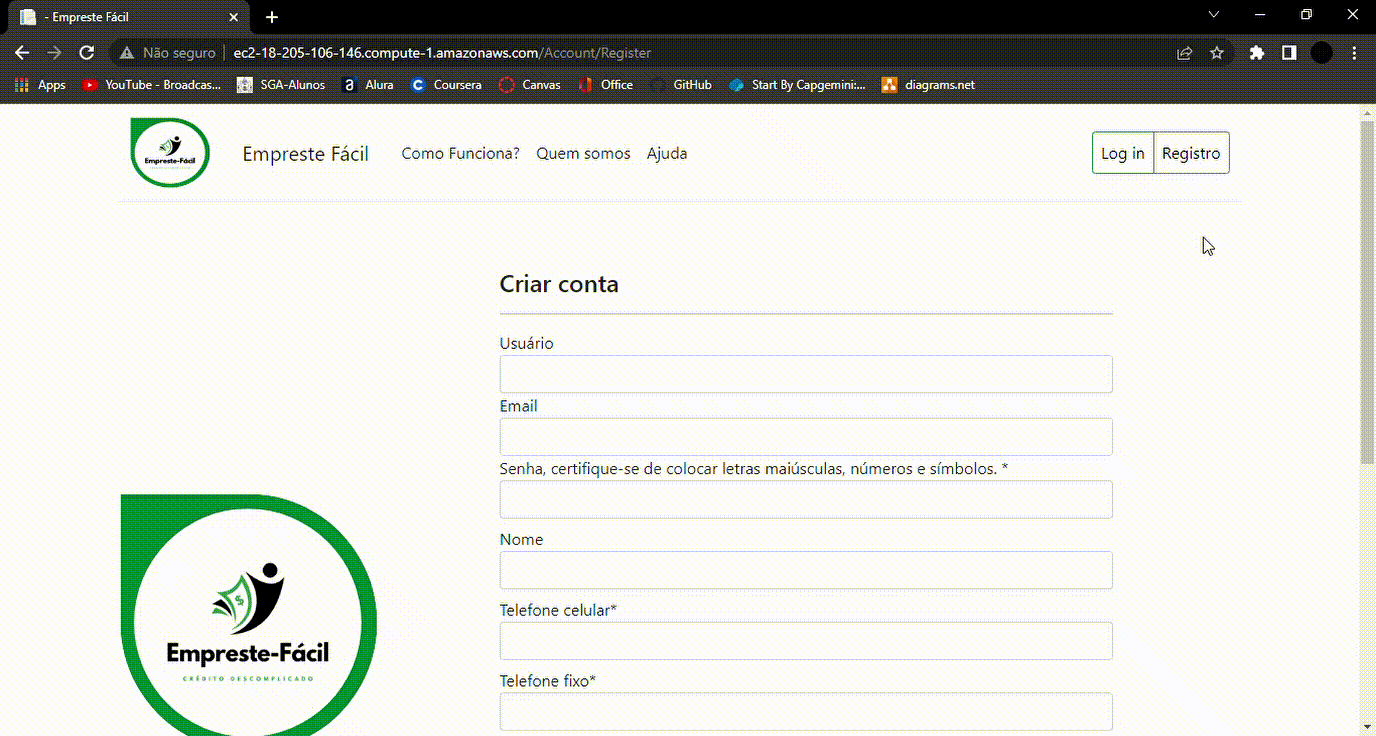 - Empreste Fácil
Não seguro | ec2-18-205-106-146.compute-1.amazonaws.com/Account/Register
Apps YouTube - Broadcas... SGA-Alunos a Alura C Coursera Canvas Office GitHub Start By Capgemini:... diagrams.net
Empreste-Fácil
Empreste Fácil Como Funciona? Quem somos Ajuda Log in Registro
Criar conta
Usuário
Email
Senha, certifique-se de colocar letras maiúsculas, números e símbolos. *
Nome
Telefone celular*
Telefone fixo*
$
Empreste-Fácil
CRÉDITO DESCOMPLICADO